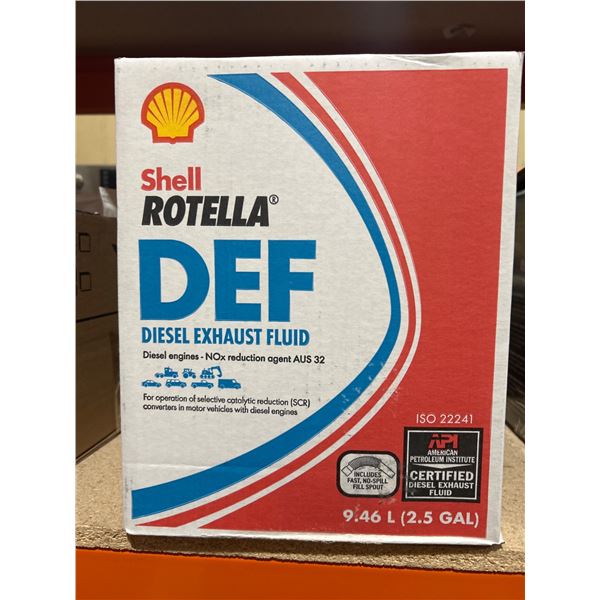 Shell
ROTELLA®
DEF
DIESEL EXHAUST FLUID
Diesel engines - NOx reduction agent AUS 32
For operation of selective catalytic reduction (SCR)
converters in motor vehicles with diesel engines
ISO 22241
INCLUDES
FAST, NO-SPILL
FILL SPOUT
API
AMERICAN
PETROLEUM INSTITUTE
CERTIFIED
DIESEL EXHAUST
FLUID
9.46 L (2.5 GAL)